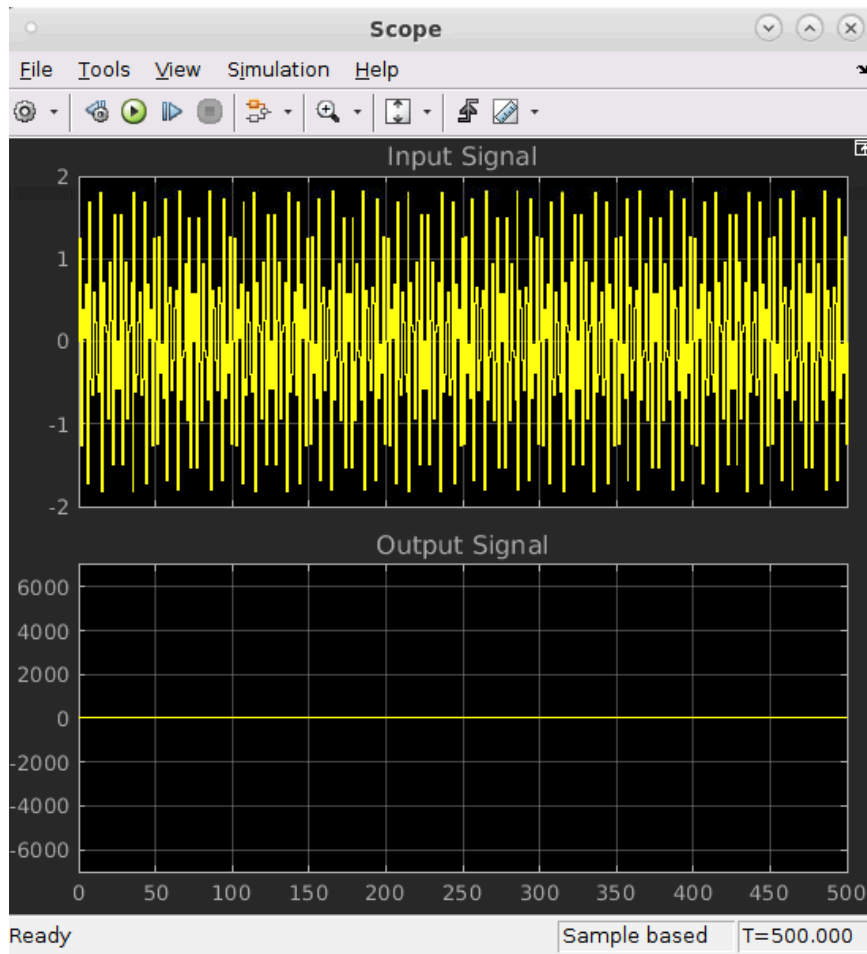 Scope
File Tools View Simulation Help
Input Signal
2
1
0
-1
-2
Output Signal
6000
4000
2000
0
-2000
-4000
-6000
0 50 100 150 200 250 300 350 400 450 500
Ready Sample based T=500.000